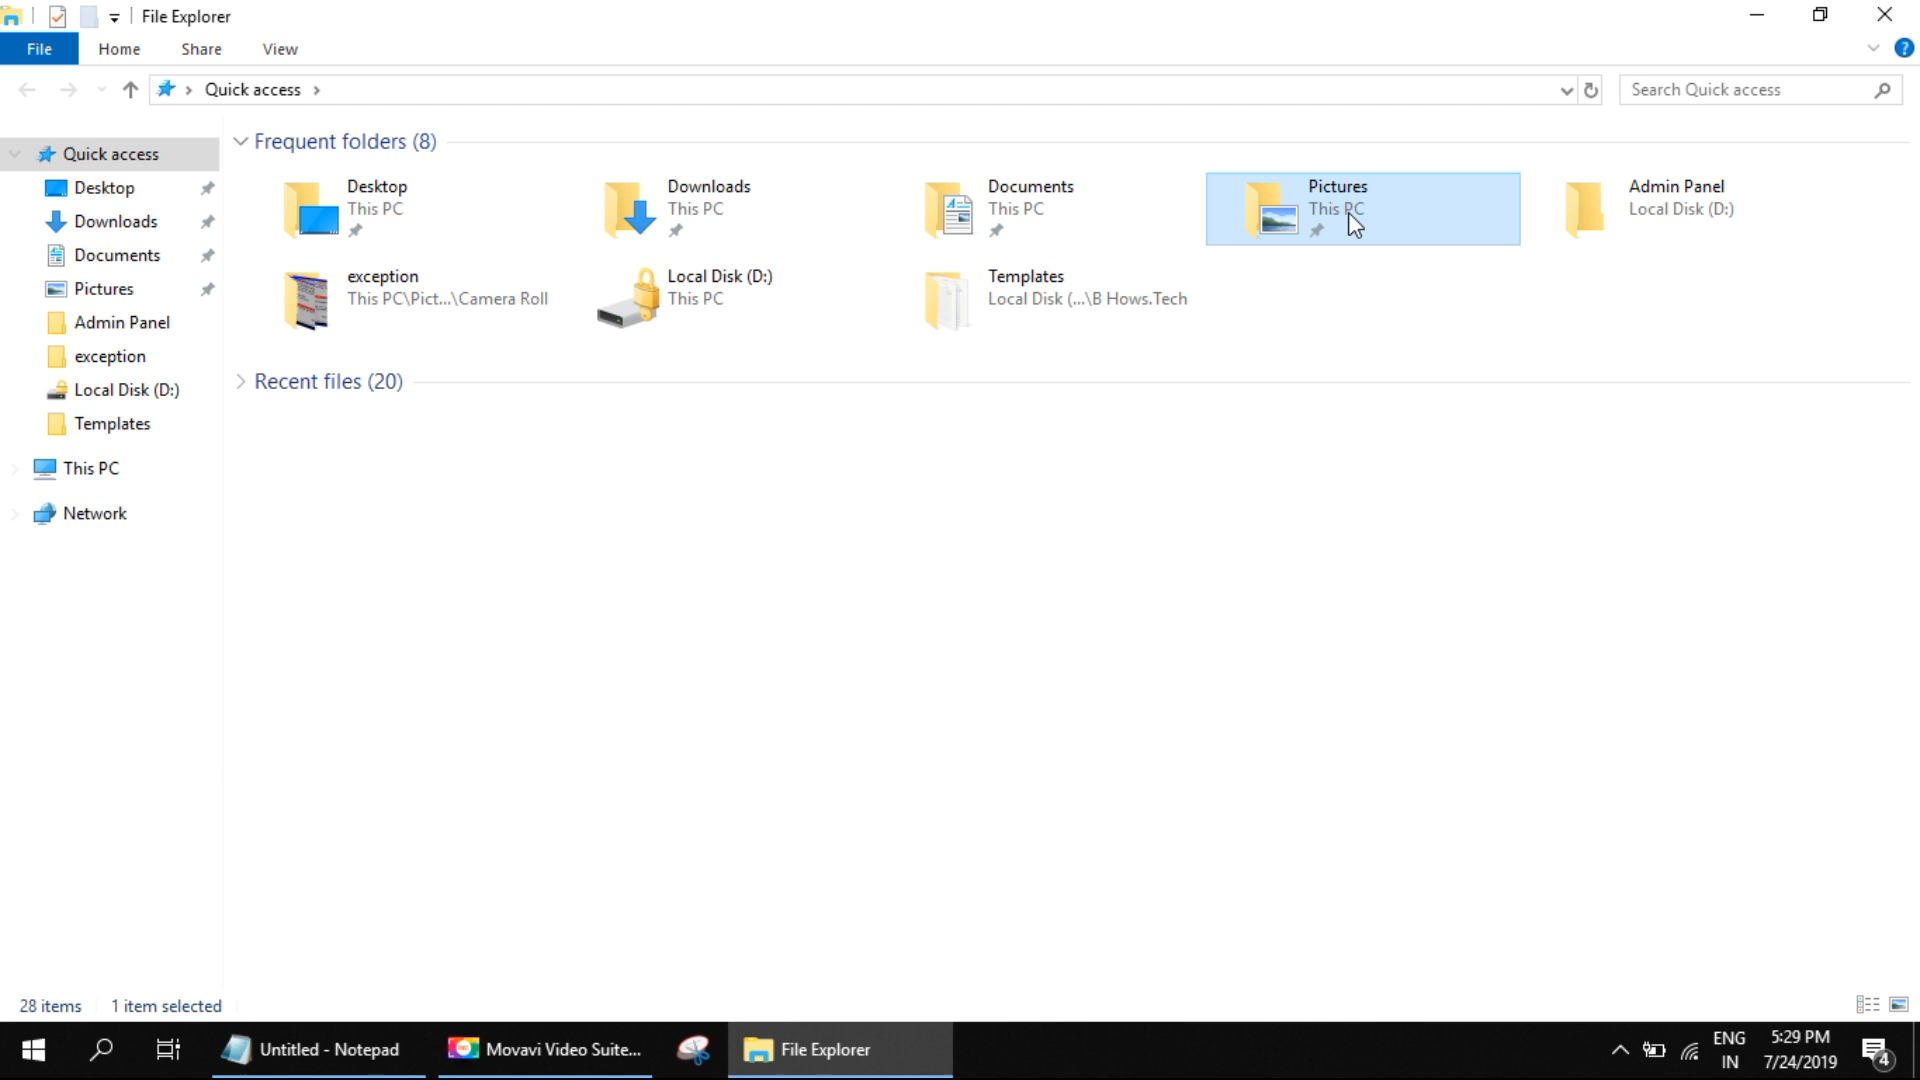 File Explorer
File Home Share View
Quick access
Search Quick access
Quick access
Desktop
Downloads
Documents
Pictures
Admin Panel
exception
Local Disk (D:)
Templates
This PC
Network
Frequent folders (8)
Desktop
This PC
Downloads
This PC
Documents
This PC
Pictures
This PC
Admin Panel
Local Disk (D:)
exception
This PC\Pict...\Camera Roll
Local Disk (D:)
This PC
Templates
Local Disk (...\B Hows.Tech
Recent files (20)
28 items 1 item selected
Untitled - Notepad
Movavi Video Suite...
File Explorer
ENG
IN
5:29 PM
7/24/2019
4